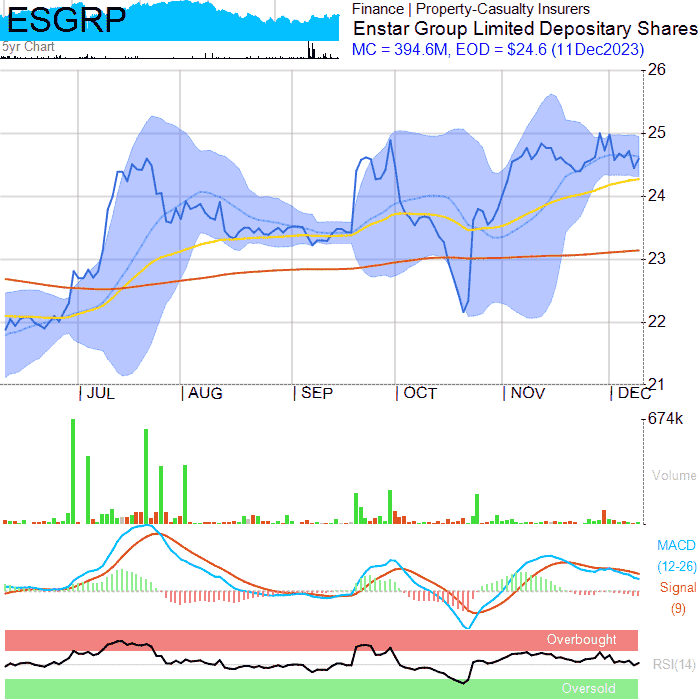 ESGRP
5yr Chart
Finance | Property-Casualty Insurers
Enstar Group Limited Depositary Shares
MC = 394.6M, EOD = $24.6 (11Dec2023)
26
25
24
23
22
21
JUL AUG SEP OCT NOV DEC
674k
Volume
MACD
(12-26)
Signal
(9)
Overbought
RSI(14)
Oversold